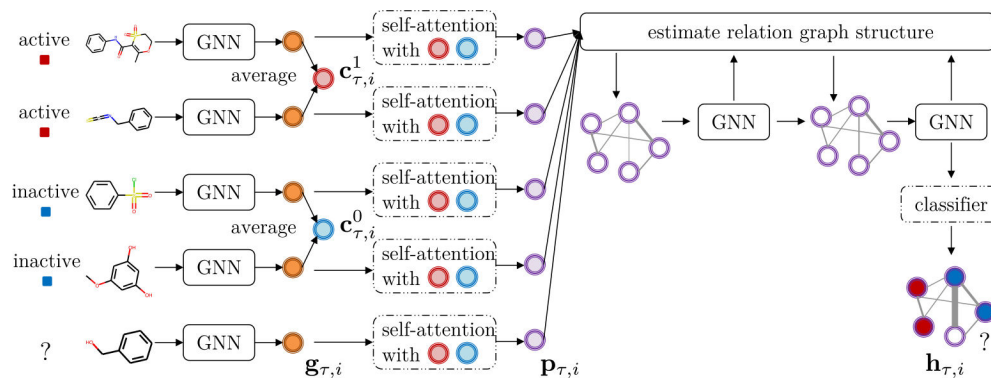 active
GNN
average
c¹τ,i
self-attention
with
estimate relation graph structure
active
GNN
self-attention
with
GNN
GNN
inactive
GNN
average
c⁰τ,i
self-attention
with
classifier
inactive
GNN
self-attention
with
?
GNN
self-attention
with
?
gτ,i
pτ,i
hτ,i